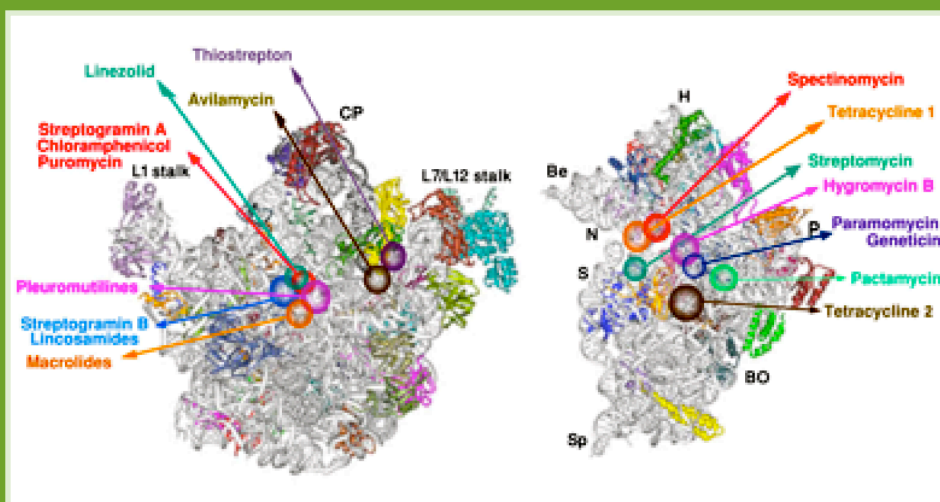 Thiostrepton
Linezolid
Avilamycin
CP
Streptogramin A
Chloramphenicol
Puromycin
L1 stalk
L7/L12 stalk
Pleuromutilines
Streptogramin B
Lincosamides
Macrolides
Spectinomycin
H
Tetracycline 1
Be
Streptomycin
Hygromycin B
N
P
Paramomycin
Geneticin
S
Pactamycin
Tetracycline 2
BO
Sp